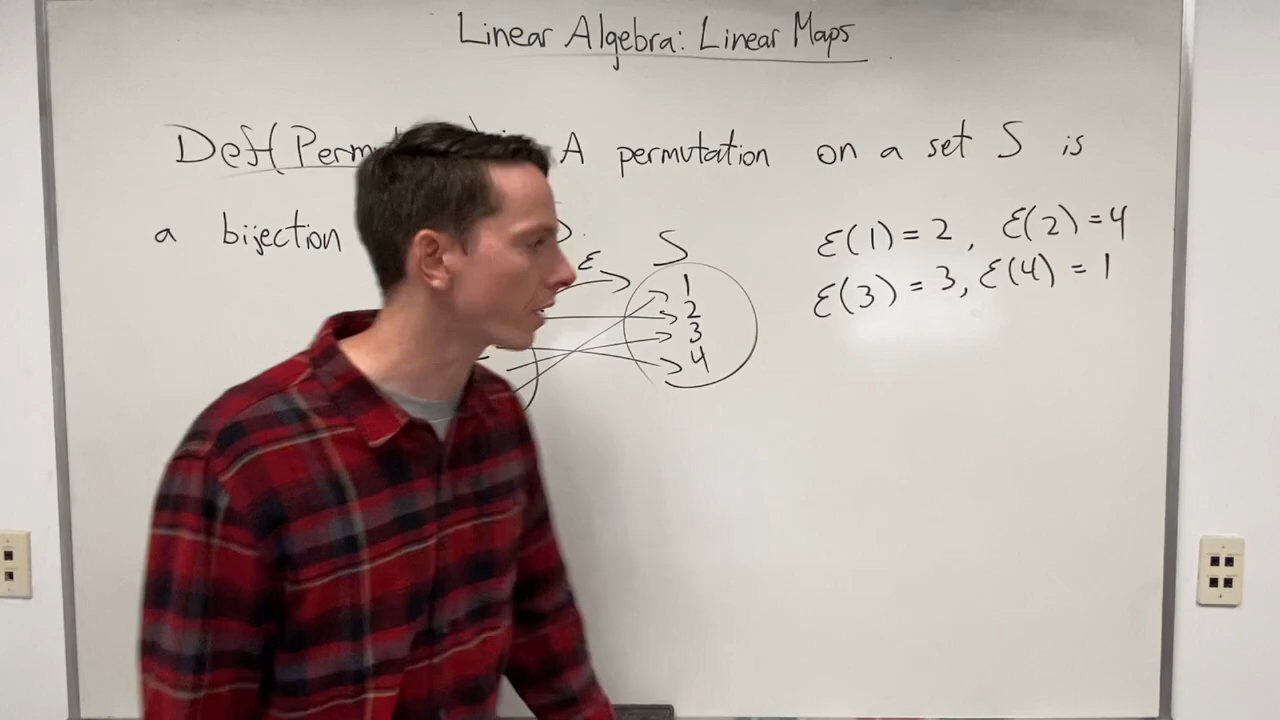 Linear Algebra: Linear Maps
Def( A permutation on a set S is
a bijection
S
ε
ε(1) = 2, ε(2) = 4
ε(3) = 3, ε(4) = 1
1
2
3
4